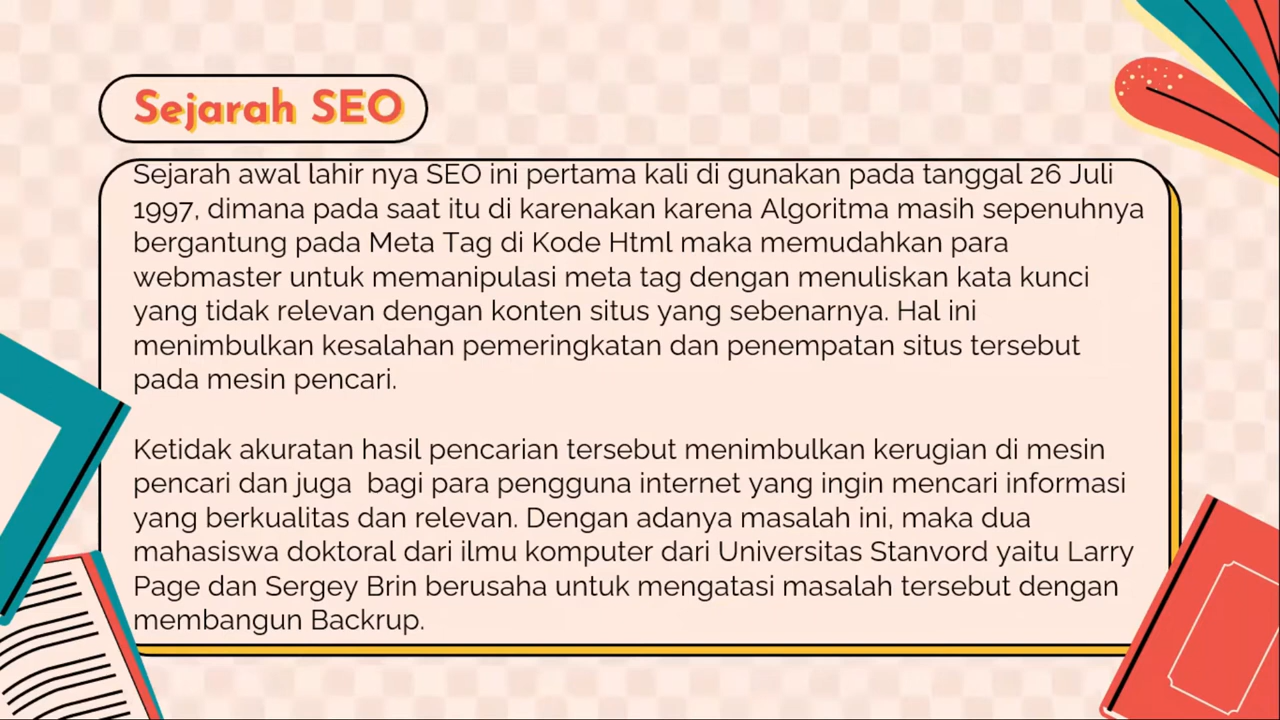 Sejarah SEO
Sejarah awal lahir nya SEO ini pertama kali di gunakan pada tanggal 26 Juli
1997, dimana pada saat itu di karenakan karena Algoritma masih sepenuhnya
bergantung pada Meta Tag di Kode Html maka memudahkan para
webmaster untuk memanipulasi meta tag dengan menuliskan kata kunci
yang tidak relevan dengan konten situs yang sebenarnya. Hal ini
menimbulkan kesalahan pemeringkatan dan penempatan situs tersebut
pada mesin pencari.
Ketidak akuratan hasil pencarian tersebut menimbulkan kerugian di mesin
pencari dan juga  bagi para pengguna internet yang ingin mencari informasi
yang berkualitas dan relevan. Dengan adanya masalah ini, maka dua
mahasiswa doktoral dari ilmu komputer dari Universitas Stanvord yaitu Larry
Page dan Sergey Brin berusaha untuk mengatasi masalah tersebut dengan
membangun Backrup.